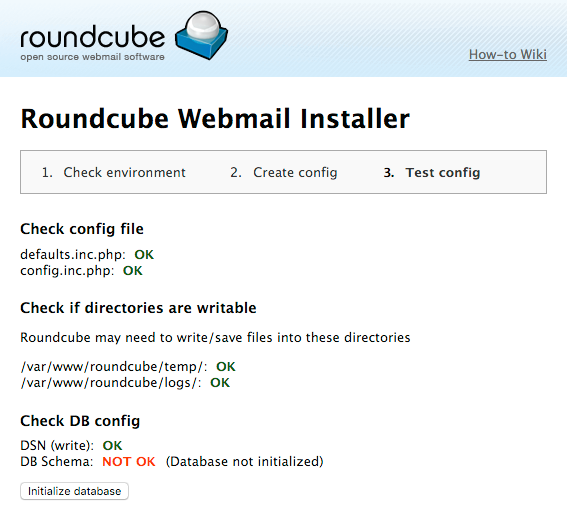 roundcube
open source webmail software
How-to Wiki
Roundcube Webmail Installer
1. Check environment 2. Create config 3. Test config
Check config file
defaults.inc.php: OK
config.inc.php: OK
Check if directories are writable
Roundcube may need to write/save files into these directories
/var/www/roundcube/temp/: OK
/var/www/roundcube/logs/: OK
Check DB config
DSN (write): OK
DB Schema: NOT OK (Database not initialized)
Initialize database